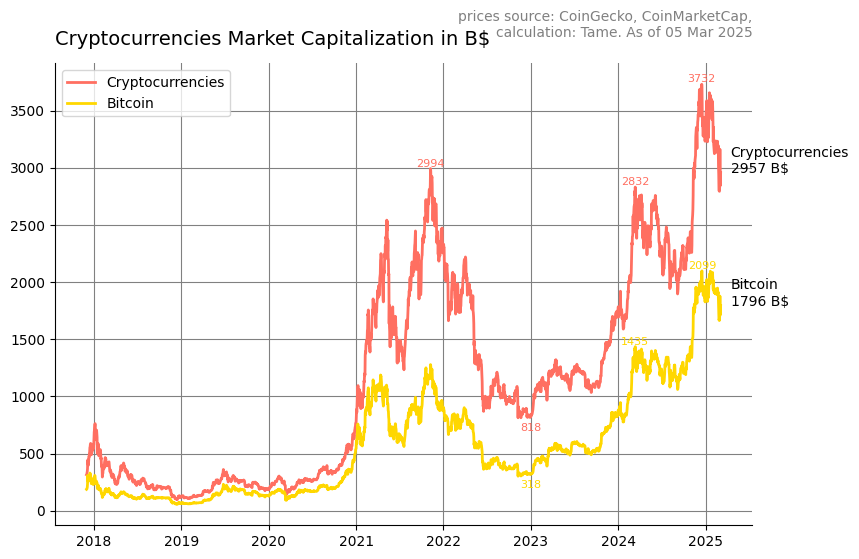 prices source: CoinGecko, CoinMarketCap,
calculation: Tame. As of 05 Mar 2025
Cryptocurrencies Market Capitalization in B$
Cryptocurrencies
Bitcoin
3732
3500
Cryptocurrencies
2957 B$
2994
3000
2832
2500
2099
Bitcoin
1796 B$
2000
1500
1435
1000
818
500
318
0
2018 2019 2020 2021 2022 2023 2024 2025